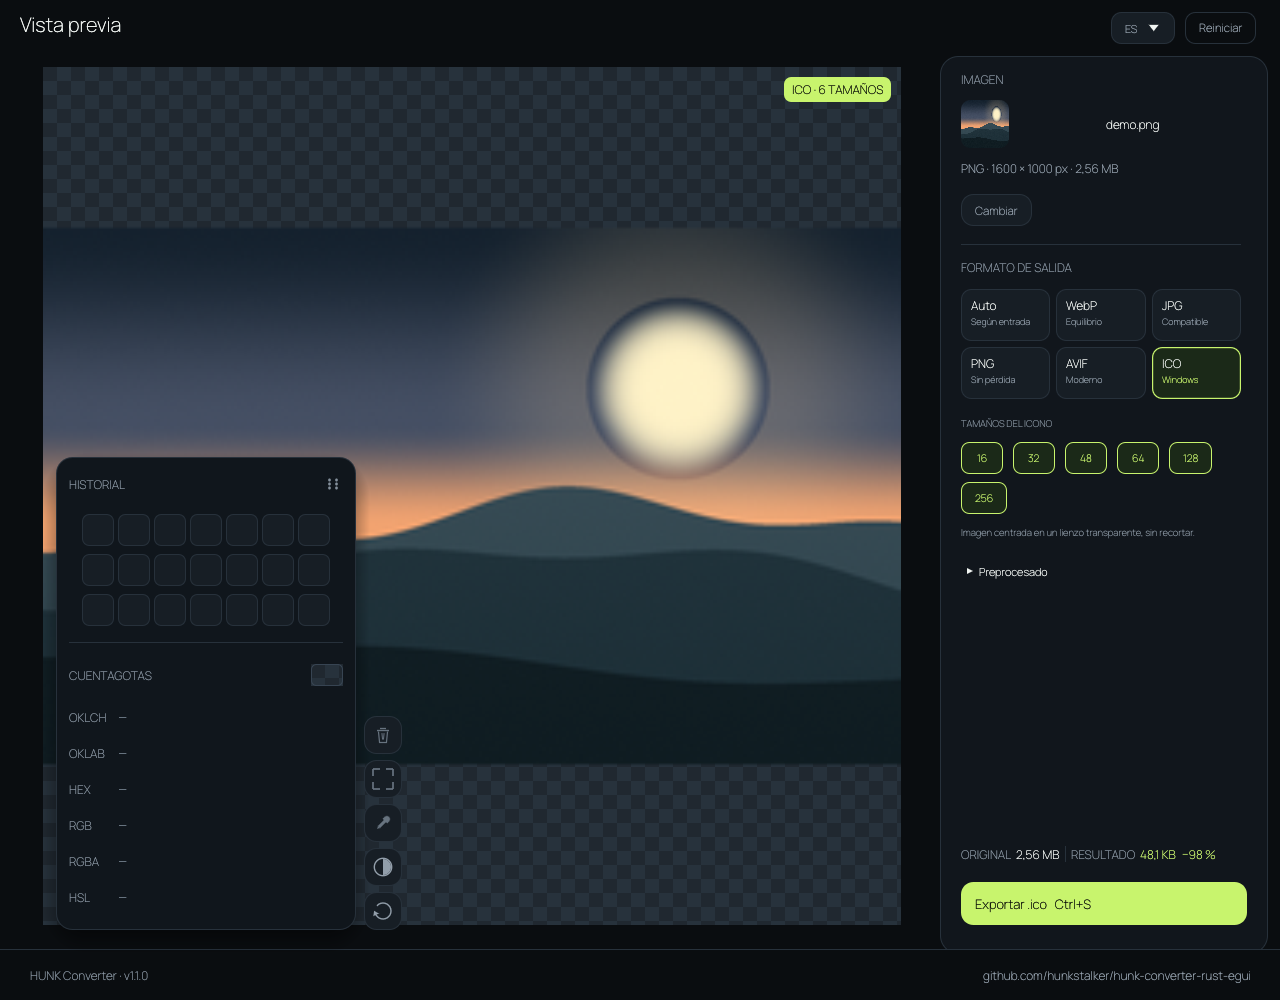 Vista previa
ES
Reiniciar
ICO · 6 TAMAÑOS
IMAGEN
demo.png
PNG · 1600 × 1000 px · 2,56 MB
Cambiar
FORMATO DE SALIDA
Auto
Según entrada
WebP
Equilibrio
JPG
Compatible
PNG
Sin pérdida
AVIF
Moderno
ICO
Windows
TAMAÑOS DEL ICONO
16 32 48 64 128
256
Imagen centrada en un lienzo transparente, sin recortar.
Preprocesado
HISTORIAL
CUENTAGOTAS
OKLCH —
OKLAB —
HEX —
RGB —
RGBA —
HSL —
ORIGINAL 2,56 MB RESULTADO 48,1 KB −98 %
Exportar .ico Ctrl+S
HUNK Converter · v1.1.0
github.com/hunkstalker/hunk-converter-rust-egui